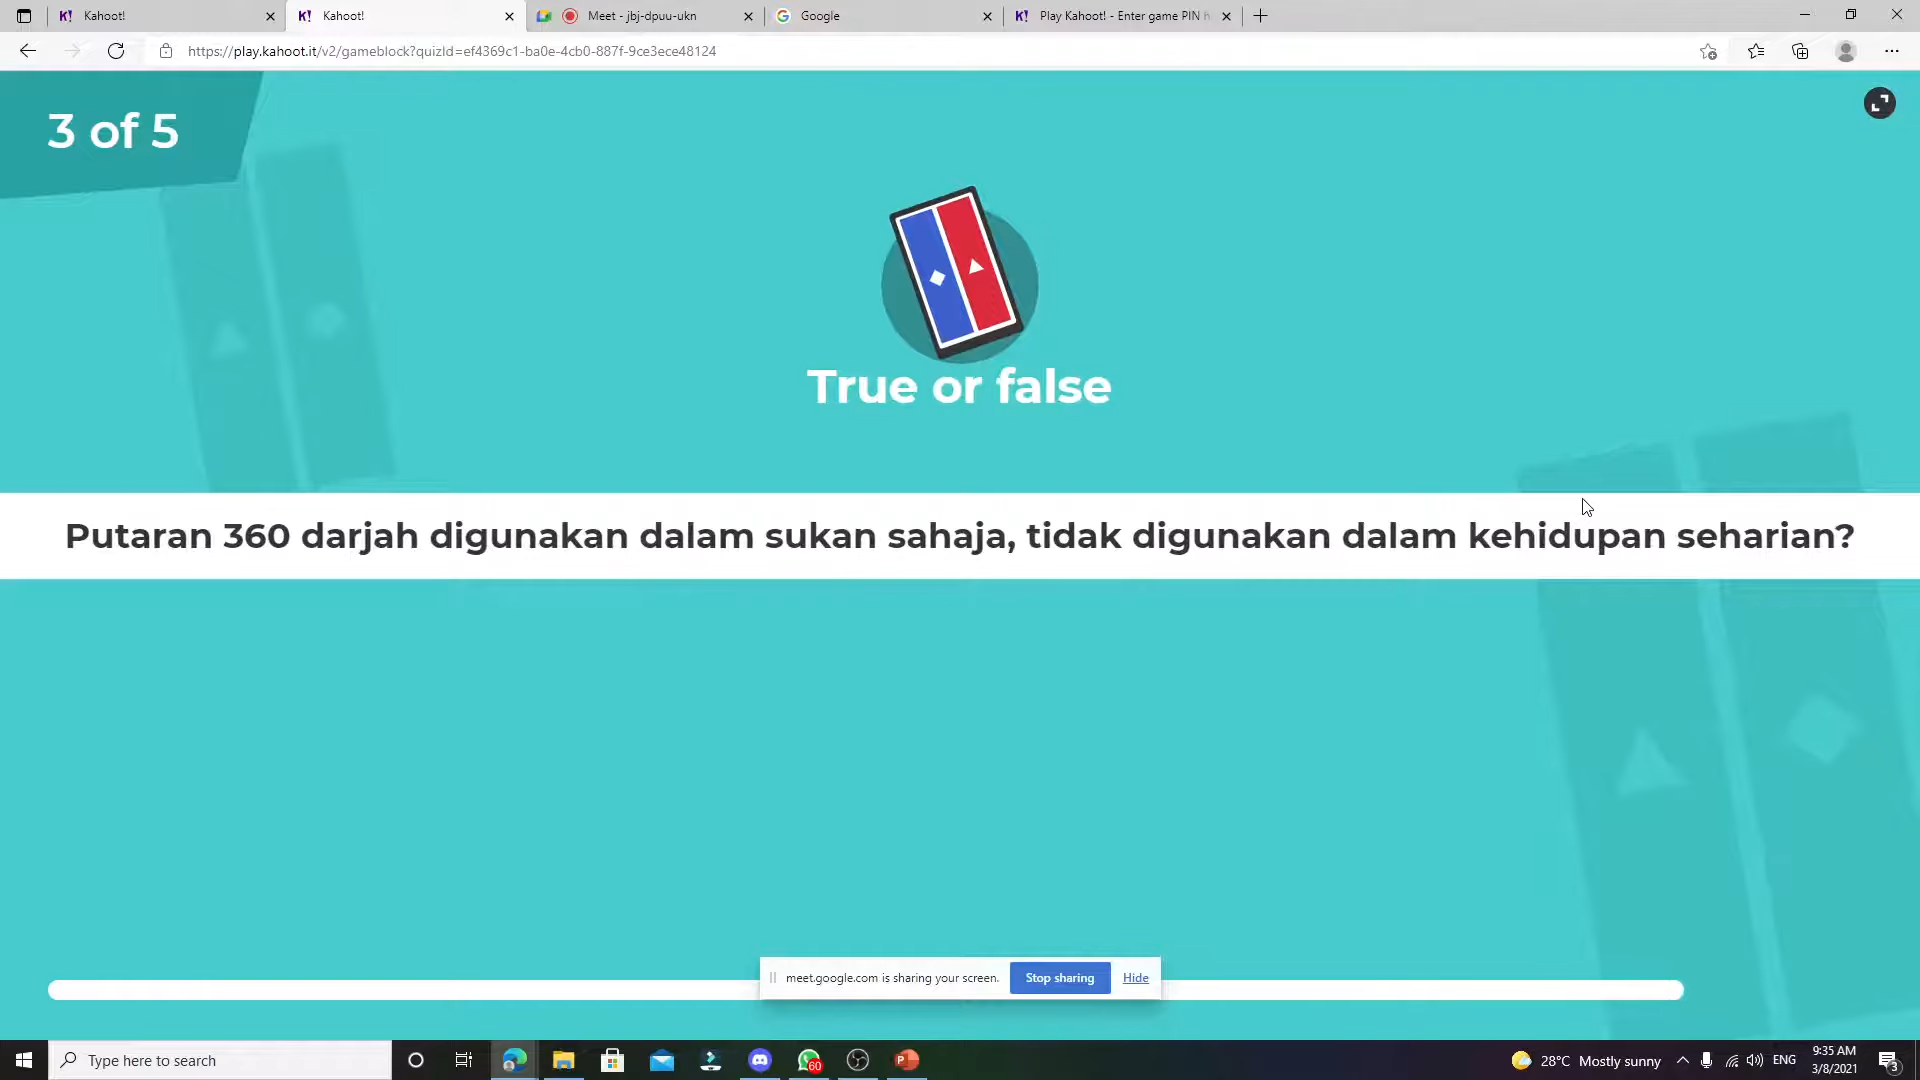 Kahoot!
Kahoot!
Meet - jbj-dpuu-ukn
Google
Play Kahoot! - Enter game PIN h
https://play.kahoot.it/v2/gameblock?quizId=ef4369c1-ba0e-4cb0-887f-9ce3ece48124
3 of 5
True or false
Putaran 360 darjah digunakan dalam sukan sahaja, tidak digunakan dalam kehidupan seharian?
meet.google.com is sharing your screen.
Stop sharing
Hide
Type here to search
60
28°C Mostly sunny
ENG
9:35 AM
3/8/2021
3